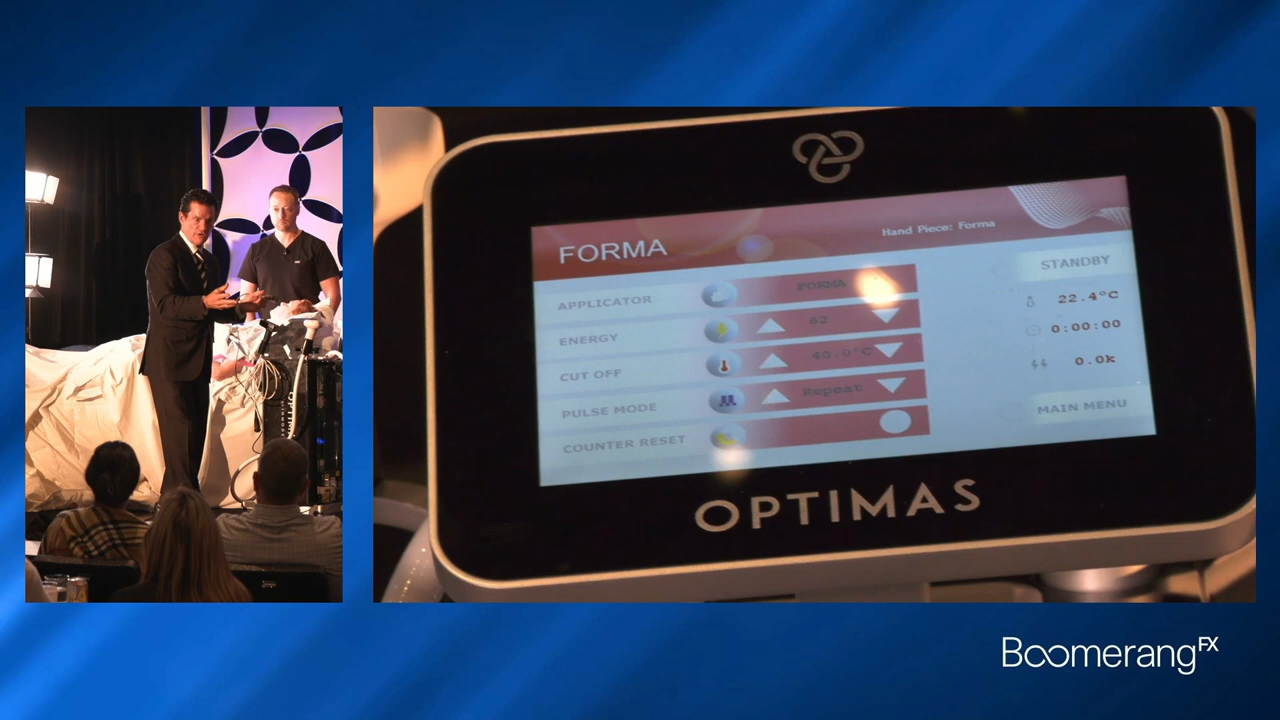 FORMA
Hand Piece: Forma
STANDBY
APPLICATOR
FORMA
22.4°C
ENERGY
62
0:00:00
CUT OFF
40.0°C
0.0k
PULSE MODE
Repeat
MAIN MENU
COUNTER RESET
OPTIMAS
OPTIMAS
BoomerangFX